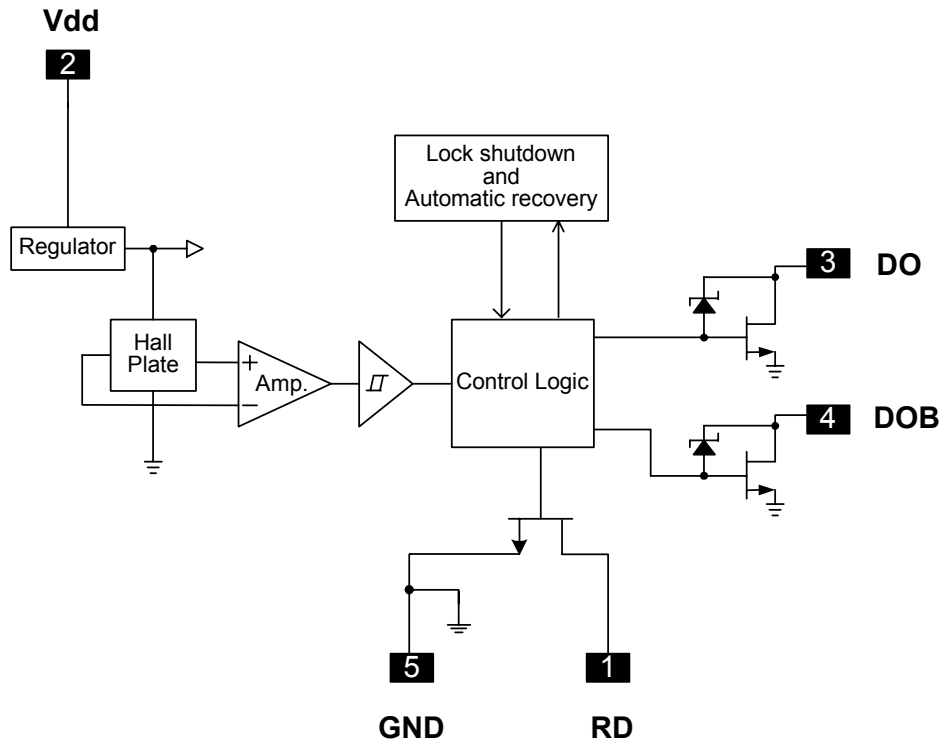 Vdd
2
Lock shutdown
and
Automatic recovery
Regulator
3 DO
Hall
Plate
+
Amp.
−
Control Logic
4 DOB
5
1
GND
RD